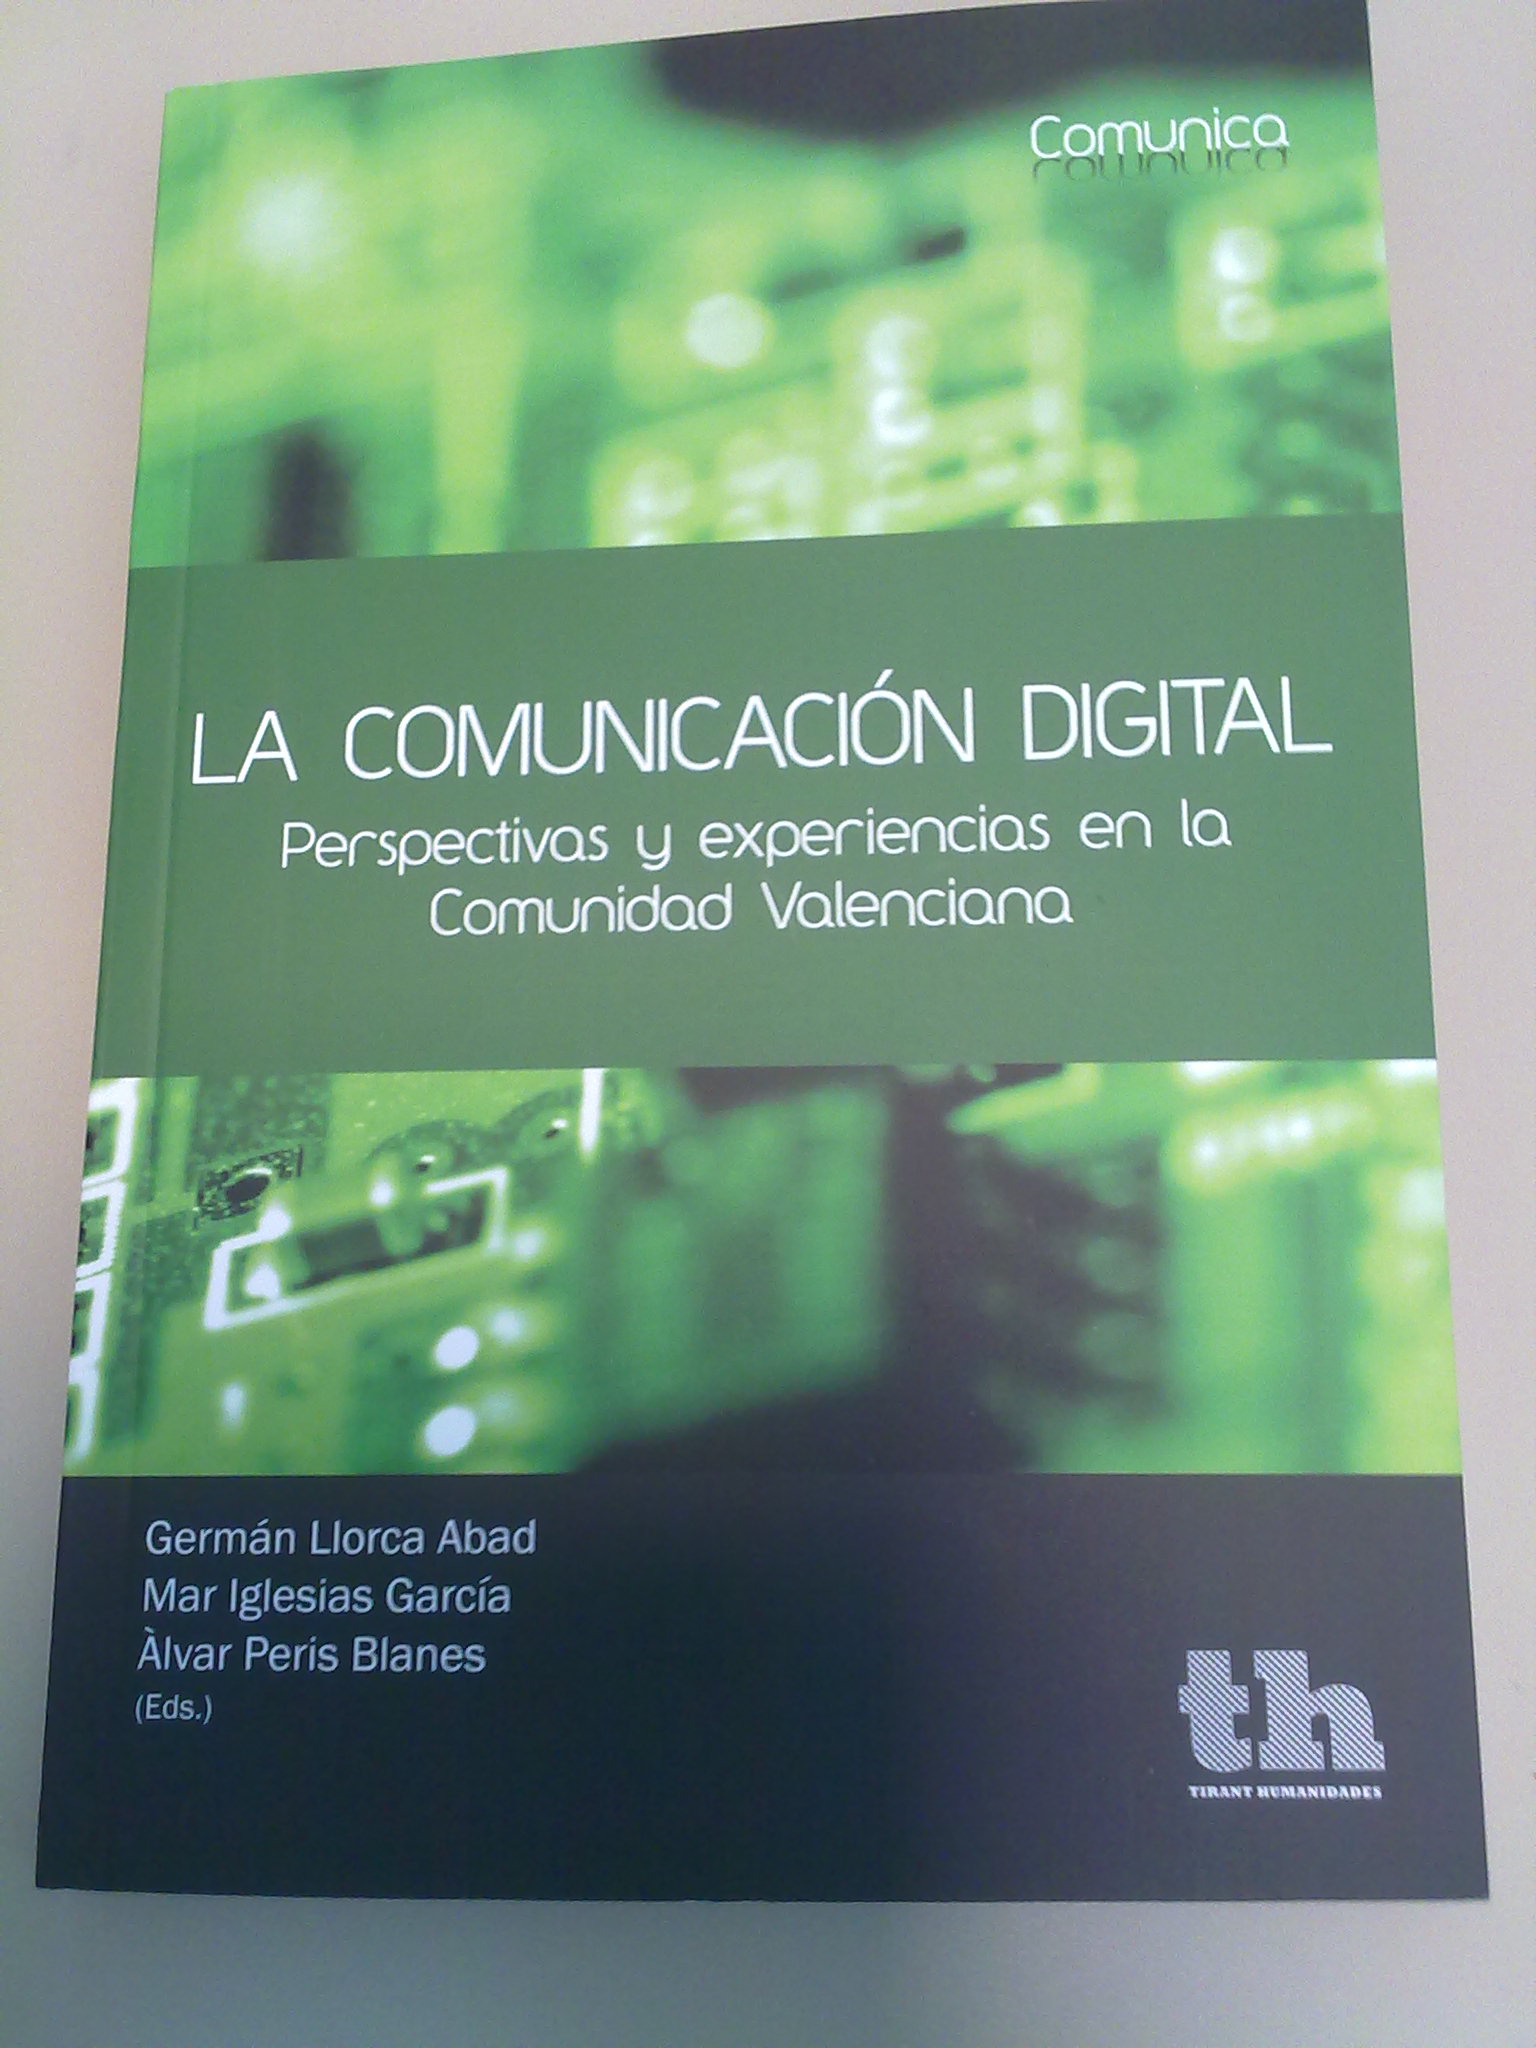 Comunica
LA COMUNICACIÓN DIGITAL
Perspectivas y experiencias en la
Comunidad Valenciana
Germán Llorca Abad
Mar Iglesias García
Àlvar Peris Blanes
(Eds.)
th
TIRANT HUMANIDADES